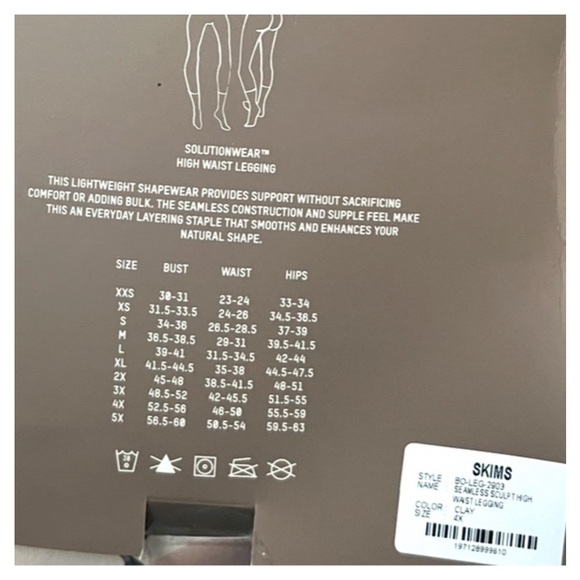 SOLUTIONWEAR™
HIGH WAIST LEGGING
THIS LIGHTWEIGHT SHAPEWEAR PROVIDES SUPPORT WITHOUT SACRIFICING
COMFORT OR ADDING BULK. THE SEAMLESS CONSTRUCTION AND SUPPLE FEEL MAKE
THIS AN EVERYDAY LAYERING STAPLE THAT SMOOTHS AND ENHANCES YOUR
NATURAL SHAPE.
SIZE BUST WAIST HIPS
XXS 30-31 23-24 33-34
XS 31.5-33.5 24-26 34.5-36.5
S 34-36 26.5-28.5 37-39
M 36.5-38.5 29-31 39.5-41.5
L 39-41 31.5-34.5 42-44
XL 41.5-44.5 35-38 44.5-47.5
2X 45-48 38.5-41.5 48-51
3X 48.5-52 42-45.5 51.5-55
4X 52.5-56 46-50 55.5-59
5X 56.5-60 50.5-54 59.5-63
30
SKIMS
STYLE BO-LEG-2903
NAME SEAMLESS SCULPT HIGH
WAIST LEGGING
COLOR CLAY
SIZE 4X
197128999610